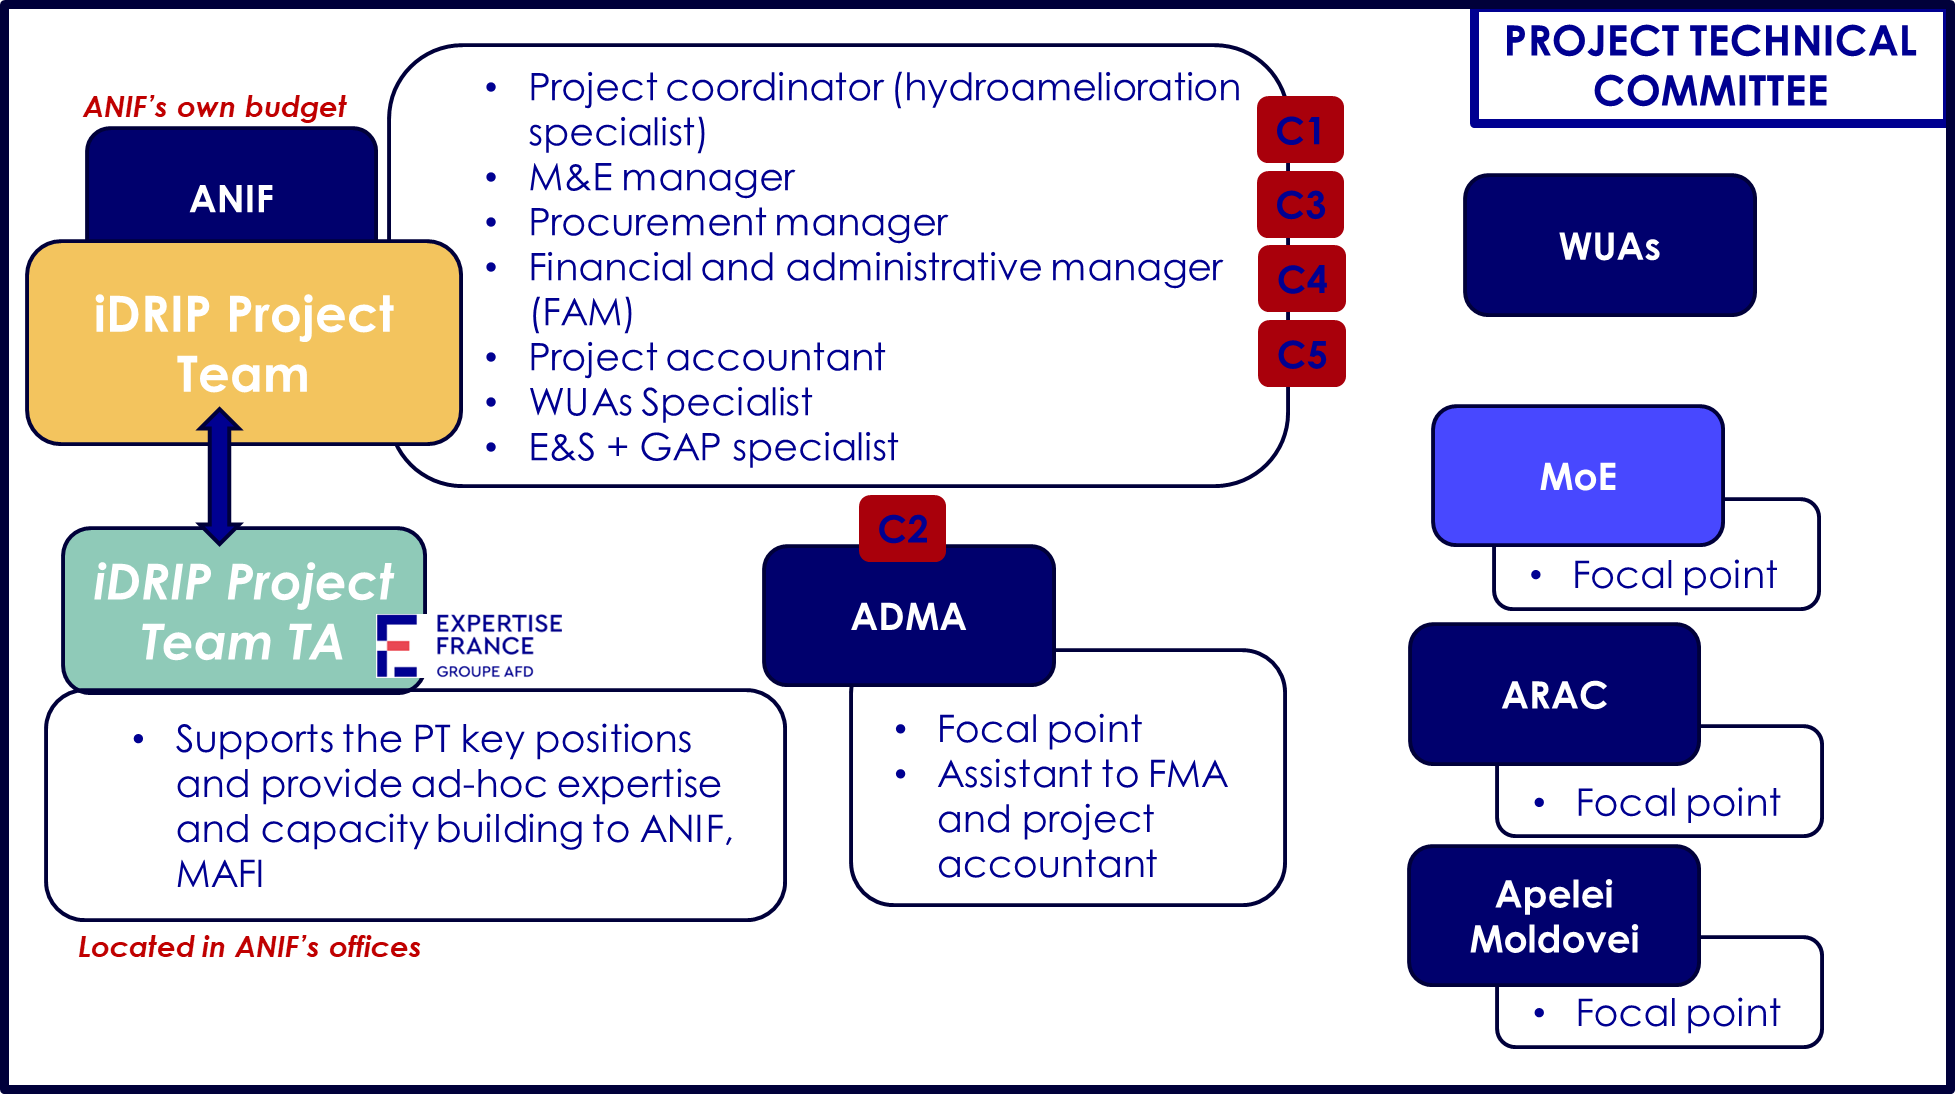 PROJECT TECHNICAL
COMMITTEE
ANIF's own budget
ANIF
iDRIP Project
Team
• Project coordinator (hydroamelioration
specialist)
• M&E manager
• Procurement manager
• Financial and administrative manager
(FAM)
• Project accountant
• WUAs Specialist
• E&S + GAP specialist
C1
C3
C4
C5
iDRIP Project
Team TA
EXPERTISE
FRANCE
GROUPE AFD
• Supports the PT key positions
and provide ad-hoc expertise
and capacity building to ANIF,
MAFI
Located in ANIF's offices
C2
ADMA
• Focal point
• Assistant to FMA
and project
accountant
WUAs
MoE
• Focal point
ARAC
• Focal point
Apelei
Moldovei
• Focal point